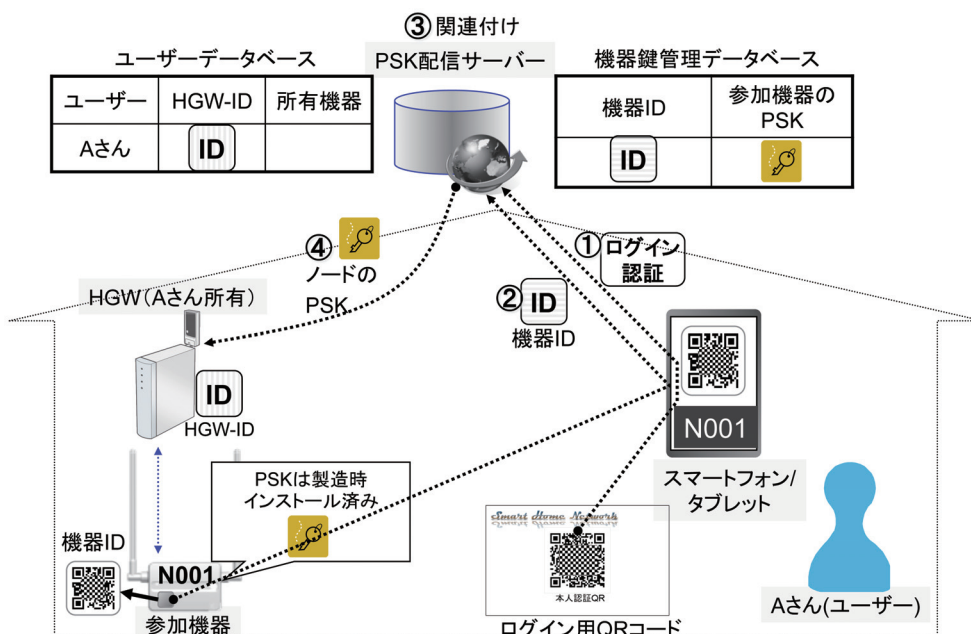 ③関連付け
PSK配信サーバー
ユーザーデータベース
ユーザー HGW-ID 所有機器
Aさん ID
機器鍵管理データベース
機器ID 参加機器の
PSK
ID
①ログイン
認証
④
ノードの
PSK
②ID
機器ID
HGW(Aさん所有)
ID
HGW-ID
N001
スマートフォン/
タブレット
PSKは製造時
インストール済み
機器ID
N001
参加機器
Smart Home Network
本人認証QR
ログイン用QRコード
Aさん(ユーザー)